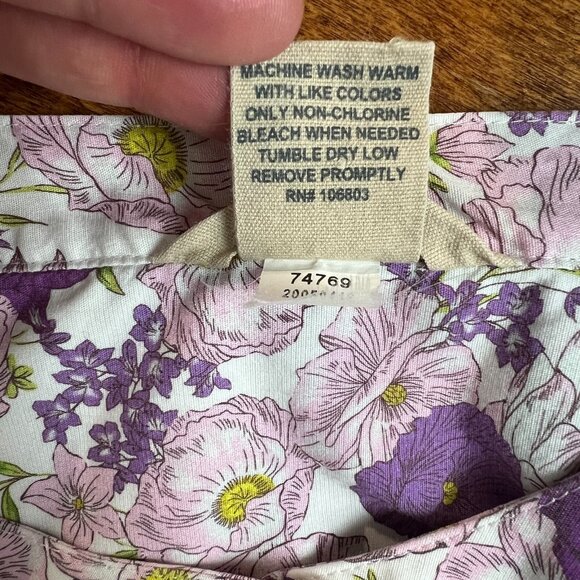 MACHINE WASH WARM
WITH LIKE COLORS
ONLY NON-CHLORINE
BLEACH WHEN NEEDED
TUMBLE DRY LOW
REMOVE PROMPTLY
RN# 106803
74769